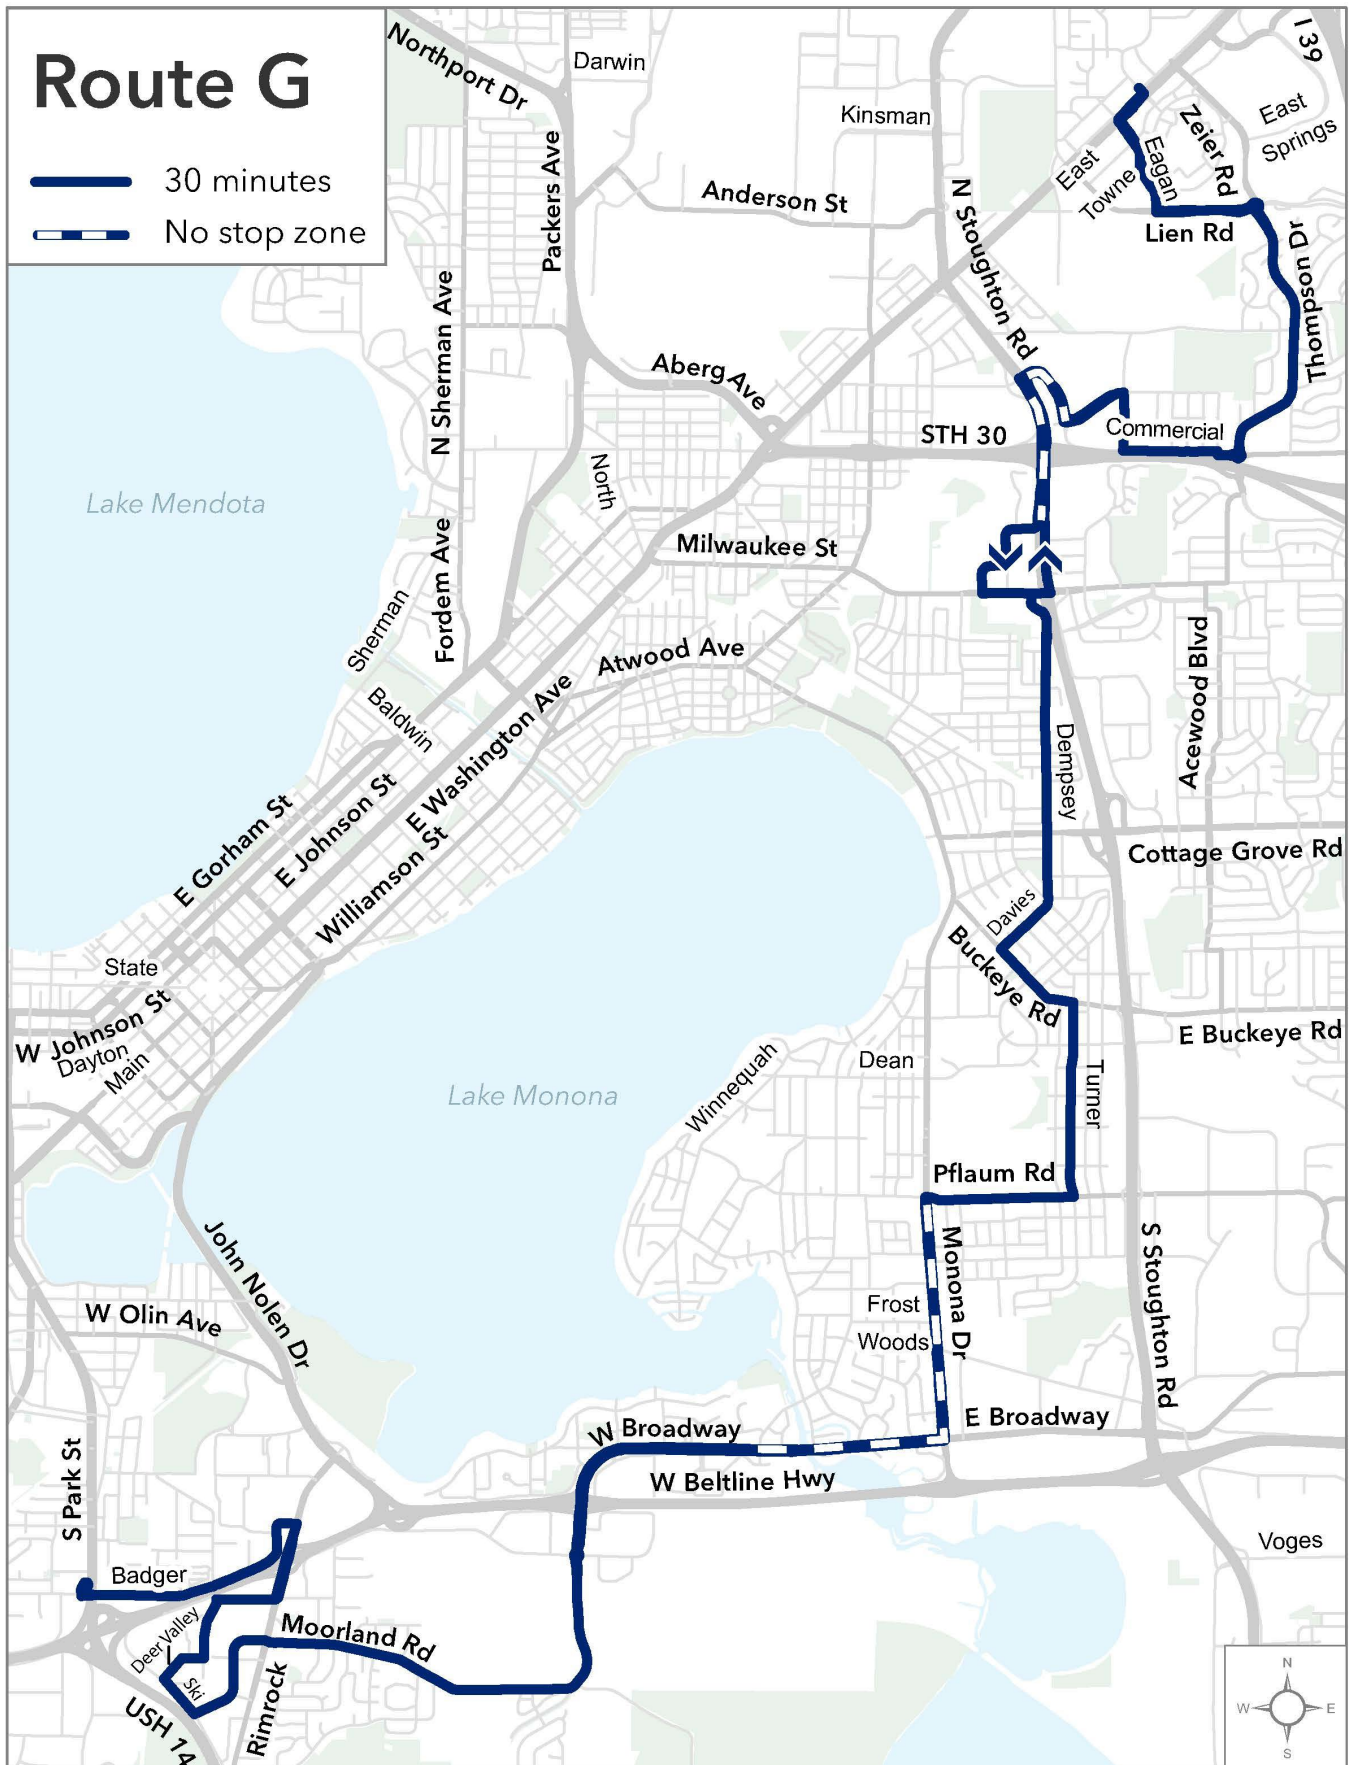 Route G
30 minutes
No stop zone
Northport Dr
Darwin
Packers Ave
Kinsman
I 39
East
Springs
Zeier Rd
Eagan
East
Towne
Anderson St
N Stoughton Rd
Lien Rd
Thompson Dr
N Sherman Ave
Aberg Ave
STH 30
Commercial
North
Lake Mendota
Milwaukee St
Fordem Ave
Sherman
Atwood Ave
Acewood Blvd
Baldwin
E Washington Ave
Dempsey
E Gorham St
E Johnson St
Williamson St
Cottage Grove Rd
Davies
Buckeye Rd
State
W Johnson St
Dayton
Main
E Buckeye Rd
Dean
Winnequah
Turner
Lake Monona
Pflaum Rd
John Nolen Dr
Monona Dr
S Stoughton Rd
W Olin Ave
Frost
Woods
E Broadway
W Broadway
W Beltline Hwy
S Park St
Voges
Badger
Deer Valley
Moorland Rd
Ski
Rimrock
USH 14
N
W
E
S